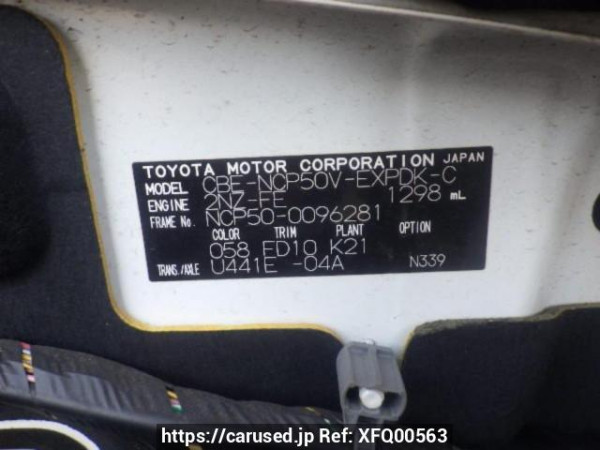 TOYOTA MOTOR CORPORATION JAPAN
MODEL CBE-NCP50V-EXPDK-C
ENGINE 2NZ-FE 1298 mL
FRAME No. NCP50-0096281
COLOR TRIM PLANT OPTION
058 FD10 K21
TRANS./AXLE U441E -04A N339
https://carused.jp Ref: XFQ00563